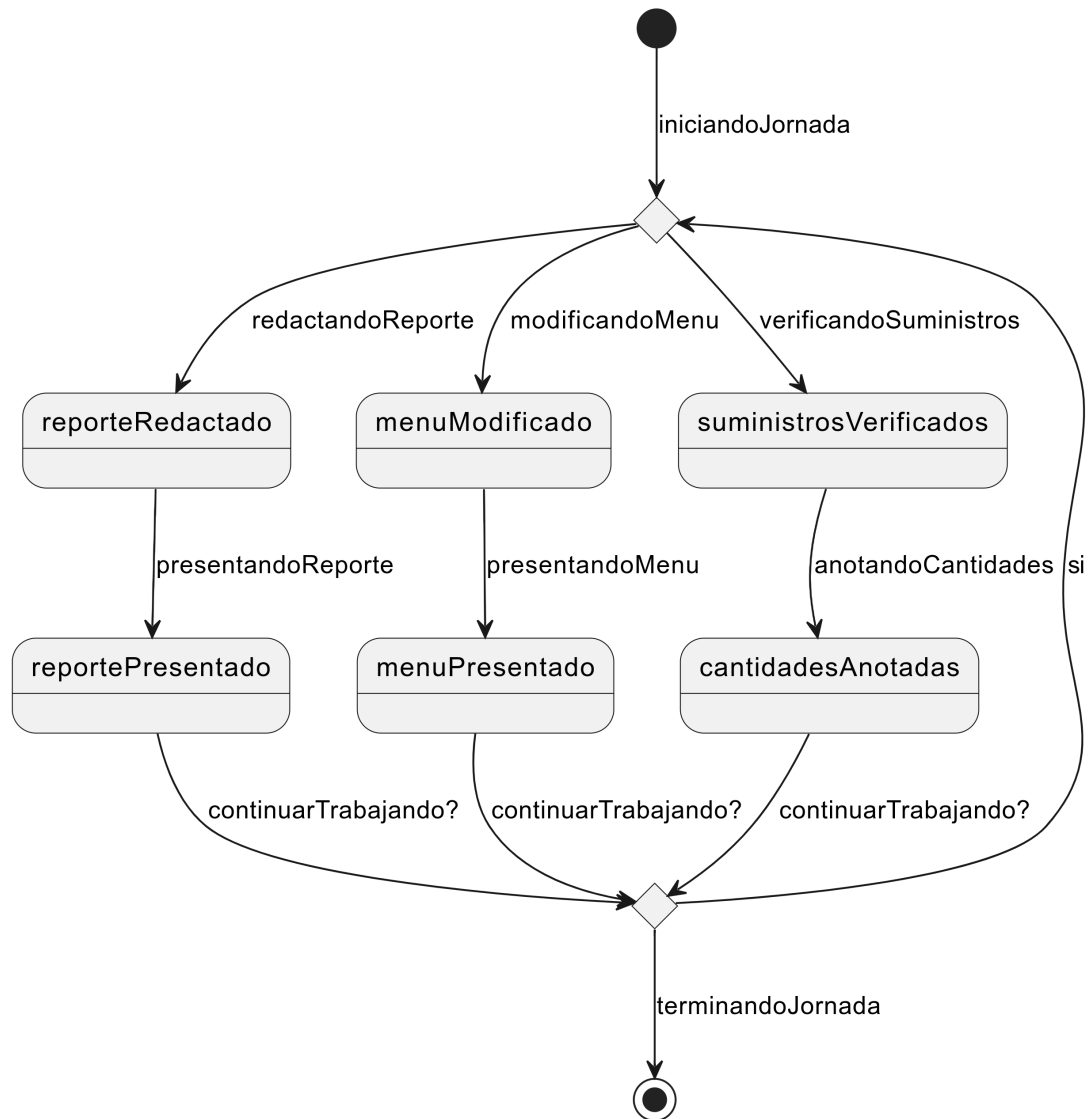 iniciandoJornada
redactandoReporte
modificandoMenu
verificandoSuministros
reporteRedactado
menuModificado
suministrosVerificados
presentandoReporte
presentandoMenu
anotandoCantidades
si
reportePresentado
menuPresentado
cantidadesAnotadas
continuarTrabajando?
continuarTrabajando?
continuarTrabajando?
terminandoJornada